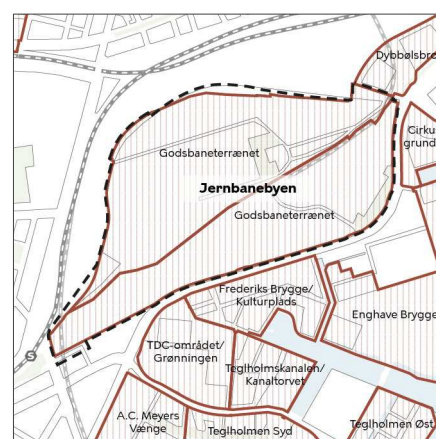 Dybbølsbro
Cirkus
grund
Godsbaneterrænet
Jernbanebyen
Godsbaneterrænet
Frederiks Brygge/
Kulturplads
Enghave Brygge
TDC-området/
Grønningen
Teglholmskanalen/
Kanaltorvet
S
A.C. Meyers
Vænge
Teglholmen Syd
Teglholmen Øst